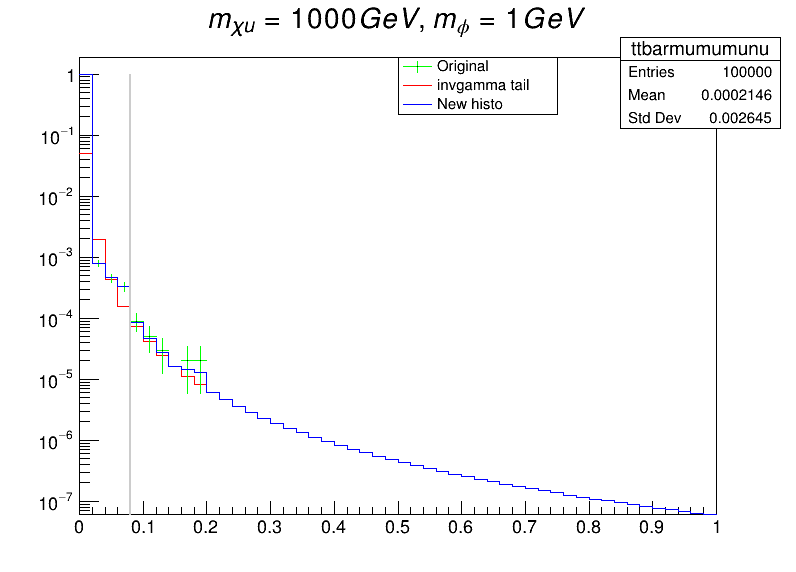 m_χu = 1000GeV, m_ϕ = 1GeV
ttbarmumumunu
Entries 100000
Mean 0.0002146
Std Dev 0.002645
Original
invgamma tail
New histo
1
10⁻¹
10⁻²
10⁻³
10⁻⁴
10⁻⁵
10⁻⁶
10⁻⁷
0 0.1 0.2 0.3 0.4 0.5 0.6 0.7 0.8 0.9 1